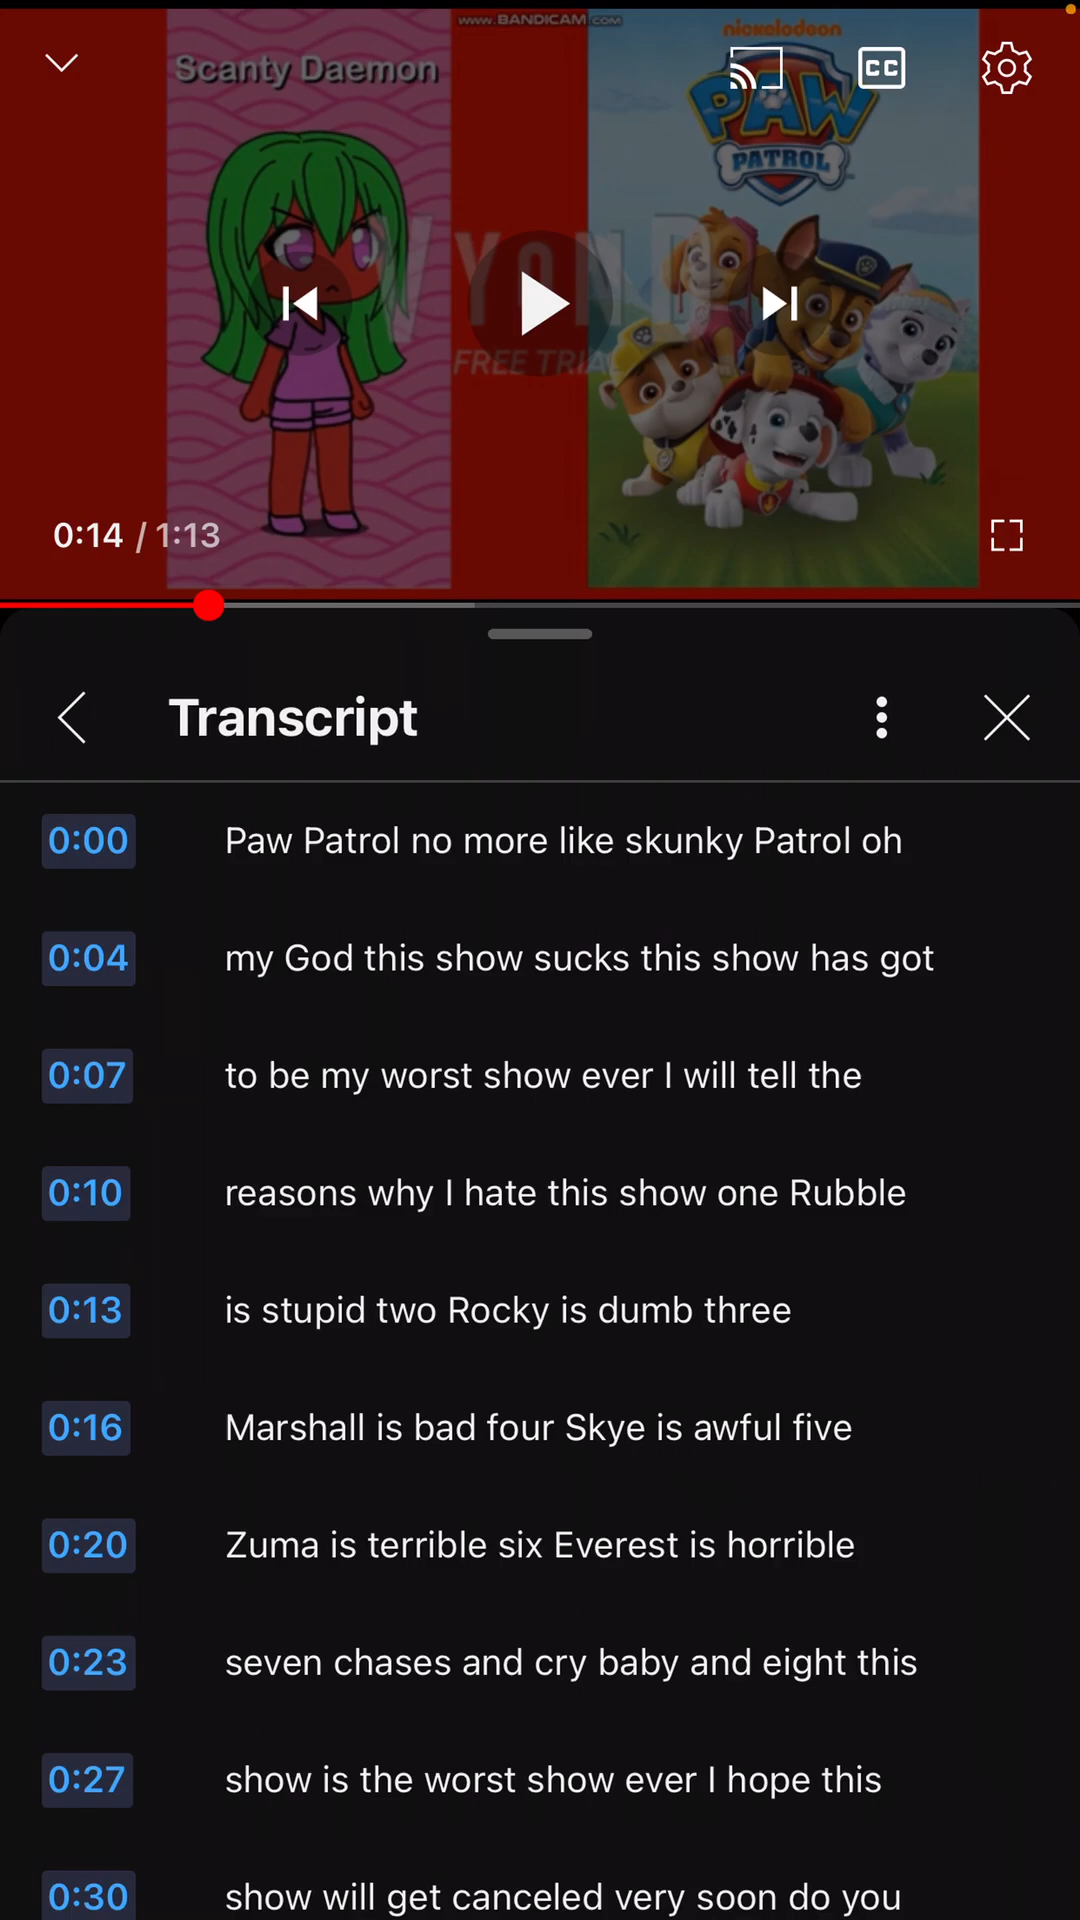 www.BANDICAM.COM
nickelodeon
Scanty Daemon
CC
PAW
PATROL
VYOND
FREE TRIAL
0:14 / 1:13
Transcript
0:00 Paw Patrol no more like skunky Patrol oh
0:04 my God this show sucks this show has got
0:07 to be my worst show ever I will tell the
0:10 reasons why I hate this show one Rubble
0:13 is stupid two Rocky is dumb three
0:16 Marshall is bad four Skye is awful five
0:20 Zuma is terrible six Everest is horrible
0:23 seven chases and cry baby and eight this
0:27 show is the worst show ever I hope this
0:30 show will get canceled very soon do you